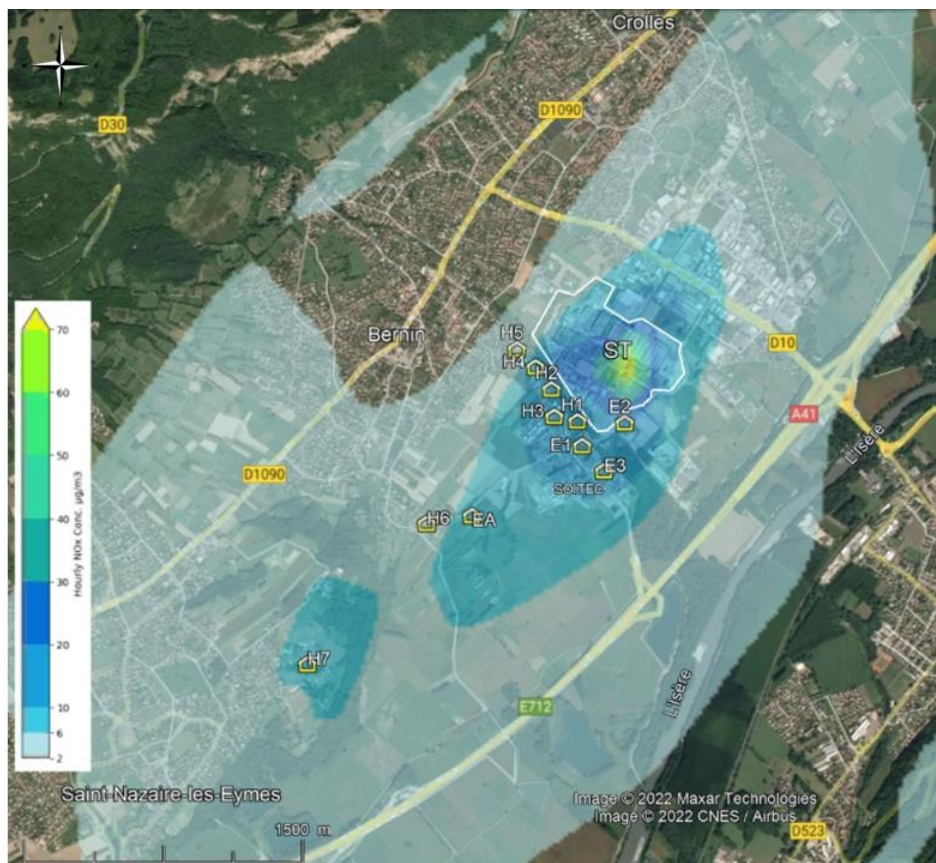 Crolles
D1090
D30
Bernin
H5
ST
H4
H2
D10
H3
H1
E2
A41
E1
L'Isère
D1090
E3
SOITEC
H6
EA
H7
L'Isère
E712
Saint-Nazaire-les-Eymes
1500 m
Image © 2022 Maxar Technologies
Image © 2022 CNES / Airbus
D523
70
60
50
40
30
20
10
6
2
Hourly NOx Conc. µg/m3